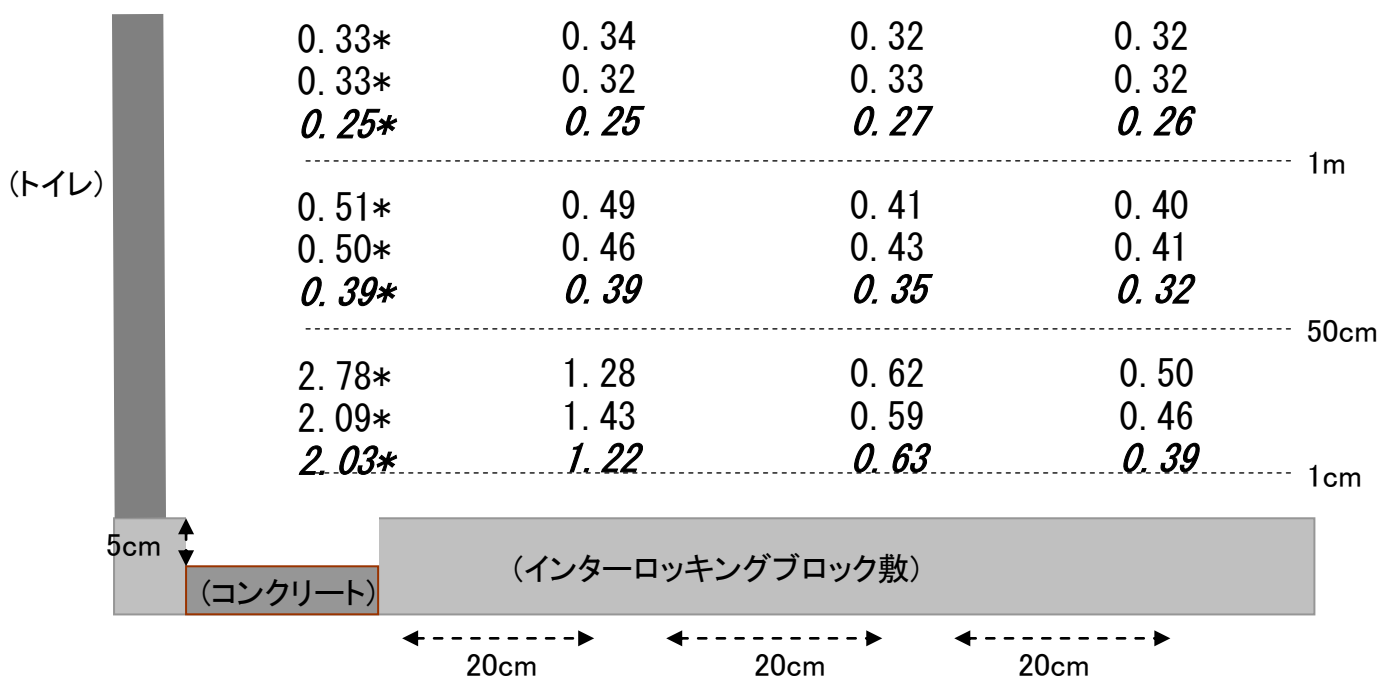 0.33* 0.34 0.32 0.32
0.33* 0.32 0.33 0.32
0.25* 0.25 0.27 0.26
1m
(トイレ)
0.51* 0.49 0.41 0.40
0.50* 0.46 0.43 0.41
0.39* 0.39 0.35 0.32
50cm
2.78* 1.28 0.62 0.50
2.09* 1.43 0.59 0.46
2.03* 1.22 0.63 0.39
1cm
5cm
(インターロッキングブロック敷)
(コンクリート)
20cm 20cm 20cm